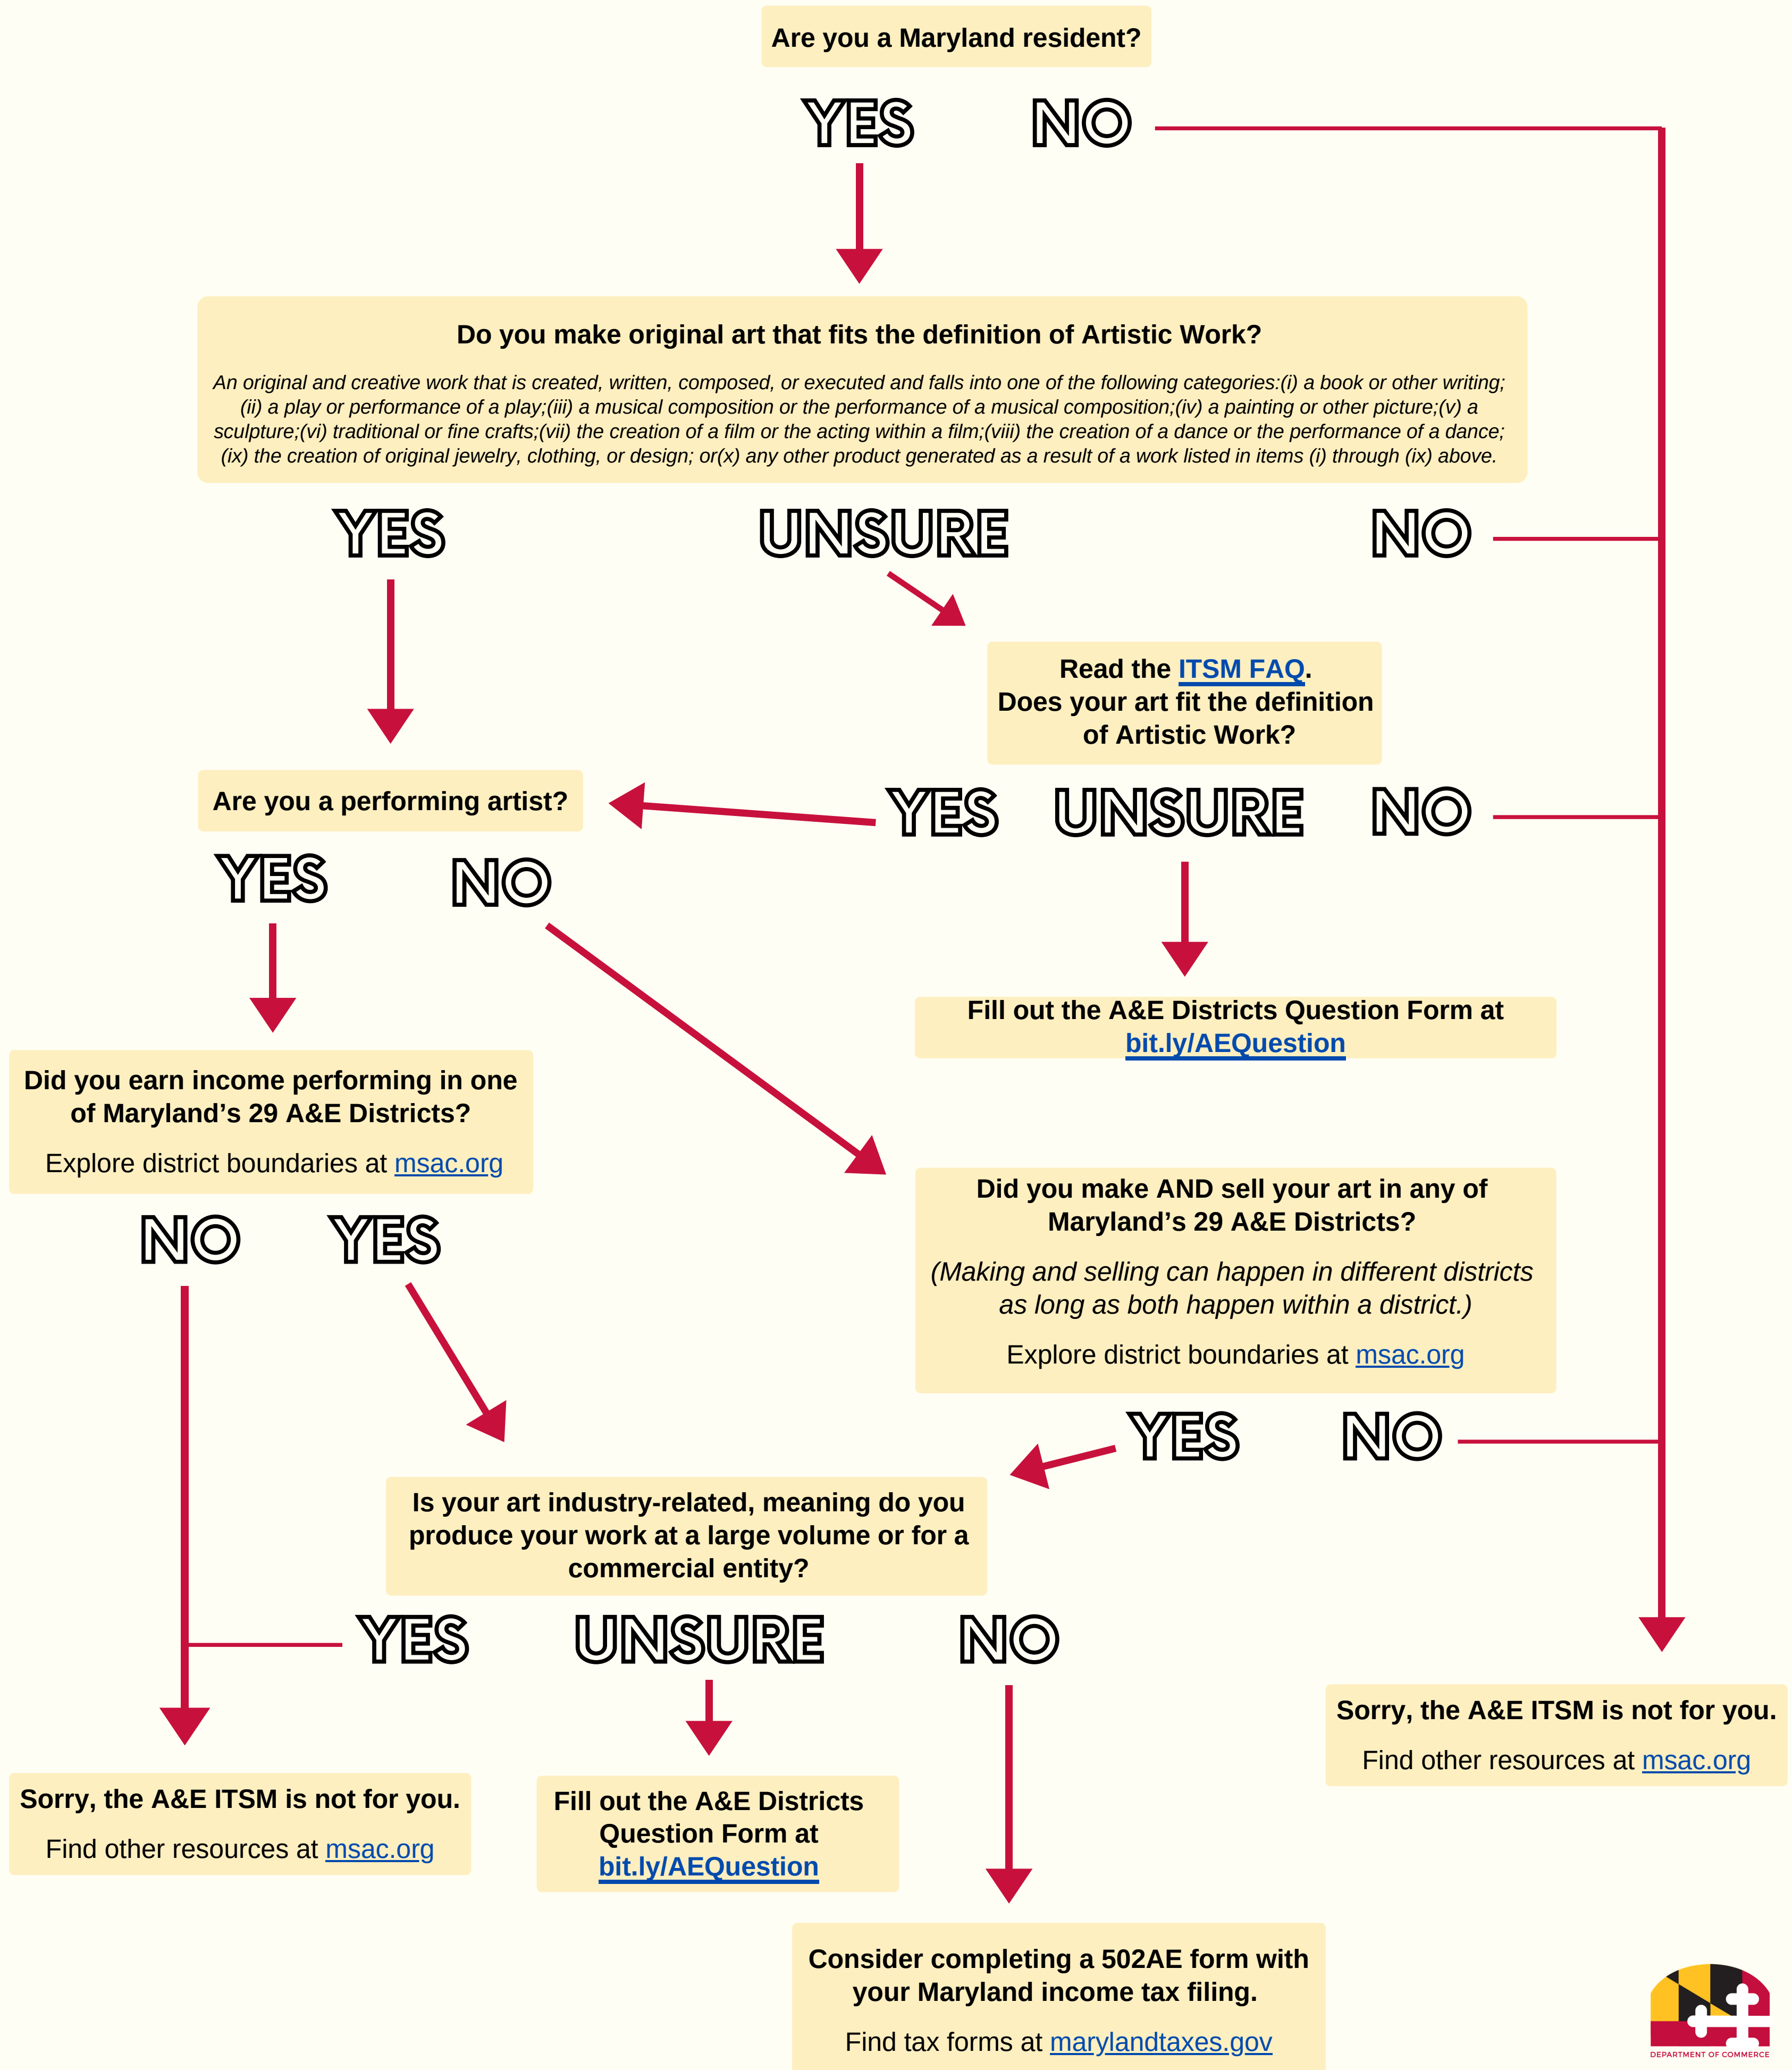 Are you a Maryland resident?
YES
NO
Do you make original art that fits the definition of Artistic Work?
An original and creative work that is created, written, composed, or executed and falls into one of the following categories:(i) a book or other writing;
(ii) a play or performance of a play;(iii) a musical composition or the performance of a musical composition;(iv) a painting or other picture;(v) a
sculpture;(vi) traditional or fine crafts;(vii) the creation of a film or the acting within a film;(viii) the creation of a dance or the performance of a dance;
(ix) the creation of original jewelry, clothing, or design; or(x) any other product generated as a result of a work listed in items (i) through (ix) above.
YES
UNSURE
NO
Read the ITSM FAQ.
Does your art fit the definition
of Artistic Work?
Are you a performing artist?
YES
UNSURE
NO
YES
NO
Fill out the A&E Districts Question Form at
bit.ly/AEQuestion
Did you earn income performing in one
of Maryland’s 29 A&E Districts?
Explore district boundaries at msac.org
Did you make AND sell your art in any of
Maryland’s 29 A&E Districts?
(Making and selling can happen in different districts
as long as both happen within a district.)
Explore district boundaries at msac.org
NO
YES
YES
NO
Is your art industry-related, meaning do you
produce your work at a large volume or for a
commercial entity?
YES
UNSURE
NO
Sorry, the A&E ITSM is not for you.
Find other resources at msac.org
Sorry, the A&E ITSM is not for you.
Find other resources at msac.org
Fill out the A&E Districts
Question Form at
bit.ly/AEQuestion
Consider completing a 502AE form with
your Maryland income tax filing.
Find tax forms at marylandtaxes.gov
DEPARTMENT OF COMMERCE